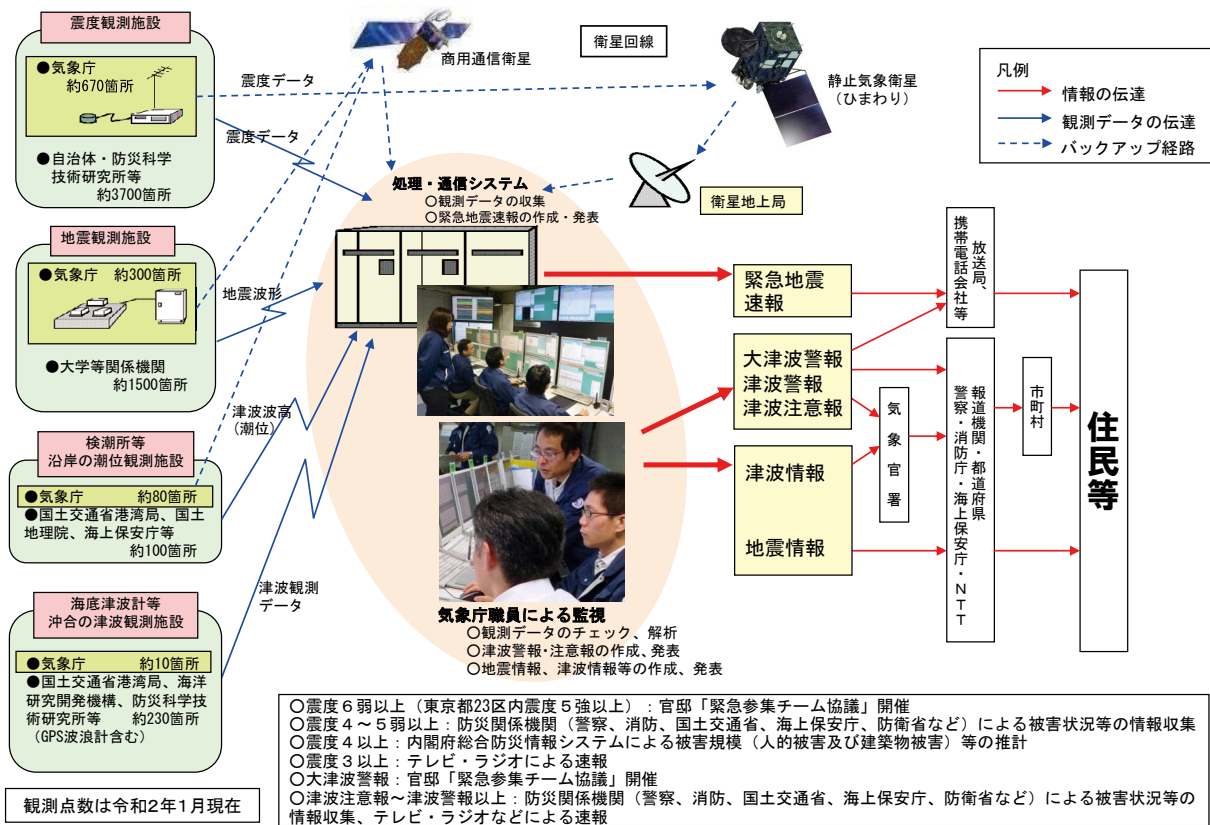 震度観測施設
●気象庁
約670箇所
●自治体・防災科学
技術研究所等
約3700箇所
地震観測施設
●気象庁 約300箇所
●大学等関係機関
約1500箇所
検潮所等
沿岸の潮位観測施設
●気象庁 約80箇所
●国土交通省港湾局、国土
地理院、海上保安庁等
約100箇所
海底津波計等
沖合の津波観測施設
●気象庁 約10箇所
●国土交通省港湾局、海洋
研究開発機構、防災科学技
術研究所等 約230箇所
(GPS波浪計含む)
観測点数は令和2年1月現在
震度データ
震度データ
地震波形
津波波高
(潮位)
津波観測
データ
商用通信衛星
衛星回線
静止気象衛星
(ひまわり)
衛星地上局
処理・通信システム
○観測データの収集
○緊急地震速報の作成・発表
気象庁職員による監視
○観測データのチェック、解析
○津波警報・注意報の作成、発表
○地震情報、津波情報等の作成、発表
凡例
情報の伝達
観測データの伝達
バックアップ経路
緊急地震
速報
大津波警報
津波警報
津波注意報
津波情報
地震情報
気象官署
放送局、
携帯電話会社等
報道機関・都道府県
警察・消防庁・海上保安庁・NTT
市町村
住民等
○震度6弱以上(東京都23区内震度5強以上):官邸「緊急参集チーム協議」開催
○震度4~5弱以上:防災関係機関(警察、消防、国土交通省、海上保安庁、防衛省など)による被害状況等の情報収集
○震度4以上:内閣府総合防災情報システムによる被害規模(人的被害及び建築物被害)等の推計
○震度3以上:テレビ・ラジオによる速報
○大津波警報:官邸「緊急参集チーム協議」開催
○津波注意報~津波警報以上:防災関係機関(警察、消防、国土交通省、海上保安庁、防衛省など)による被害状況等の
情報収集、テレビ・ラジオなどによる速報